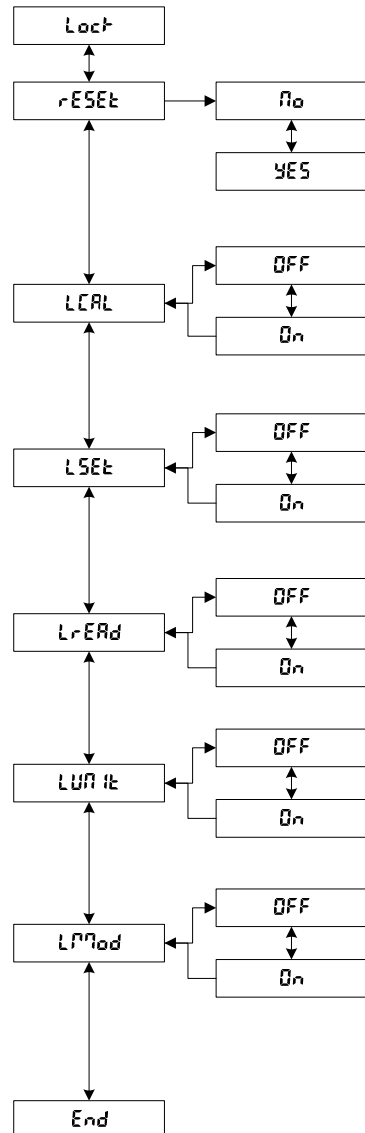 Lock
rESEt
No
YES
LCAL
OFF
On
LSEt
OFF
On
LrEAd
OFF
On
LUNIt
OFF
On
LMod
OFF
On
End